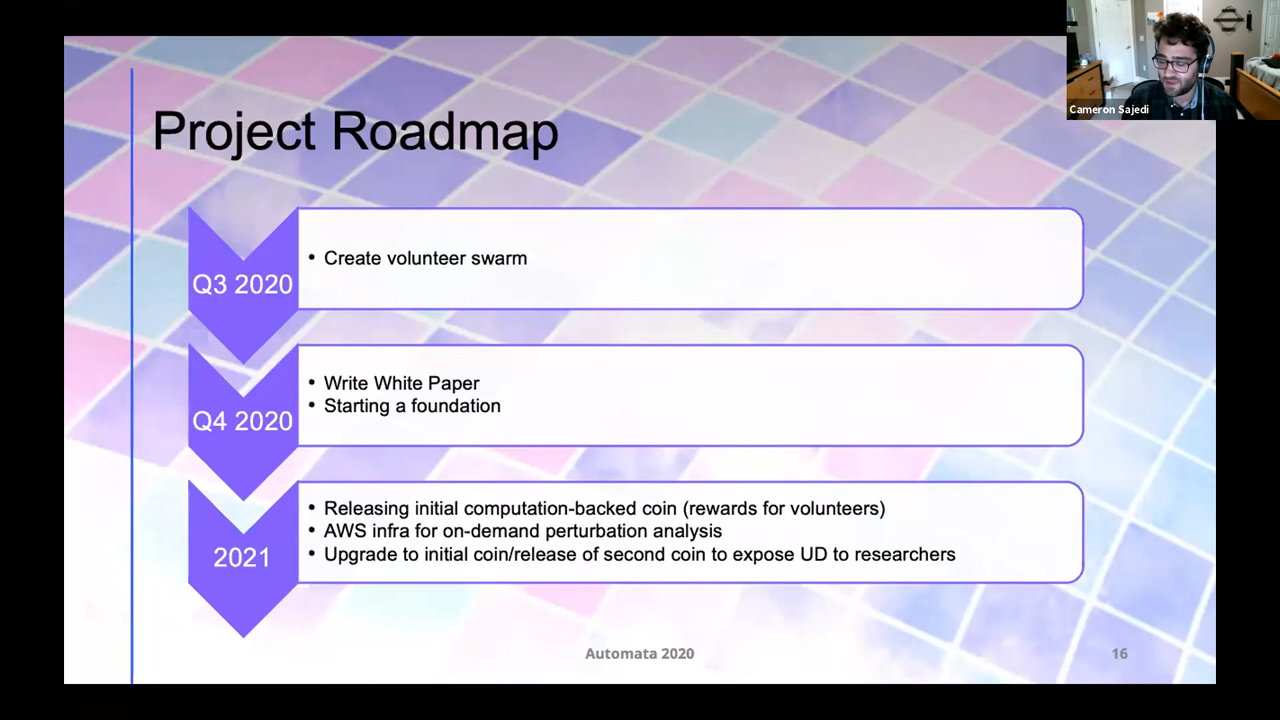 Cameron Sajedi
Project Roadmap
Q3 2020
• Create volunteer swarm
Q4 2020
• Write White Paper
• Starting a foundation
2021
• Releasing initial computation-backed coin (rewards for volunteers)
• AWS infra for on-demand perturbation analysis
• Upgrade to initial coin/release of second coin to expose UD to researchers
Automata 2020
16